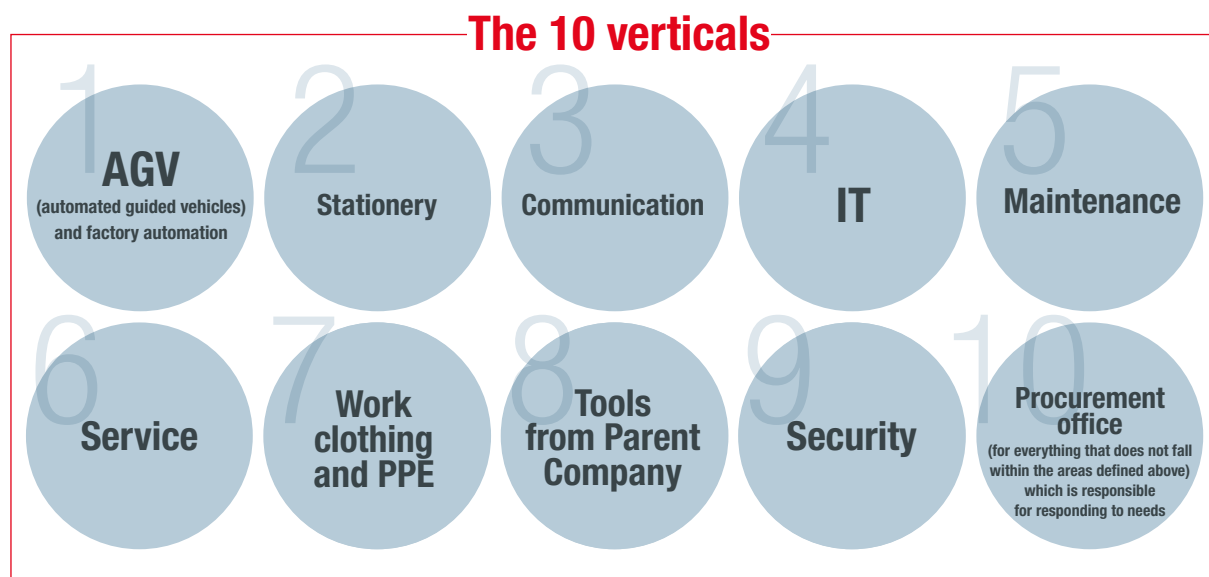 The 10 verticals
1
AGV
(automated guided vehicles)
and factory automation
2
Stationery
3
Communication
4
IT
5
Maintenance
6
Service
7
Work
clothing
and PPE
8
Tools
from Parent
Company
9
Security
10
Procurement
office
(for everything that does not fall
within the areas defined above)
which is responsible
for responding to needs